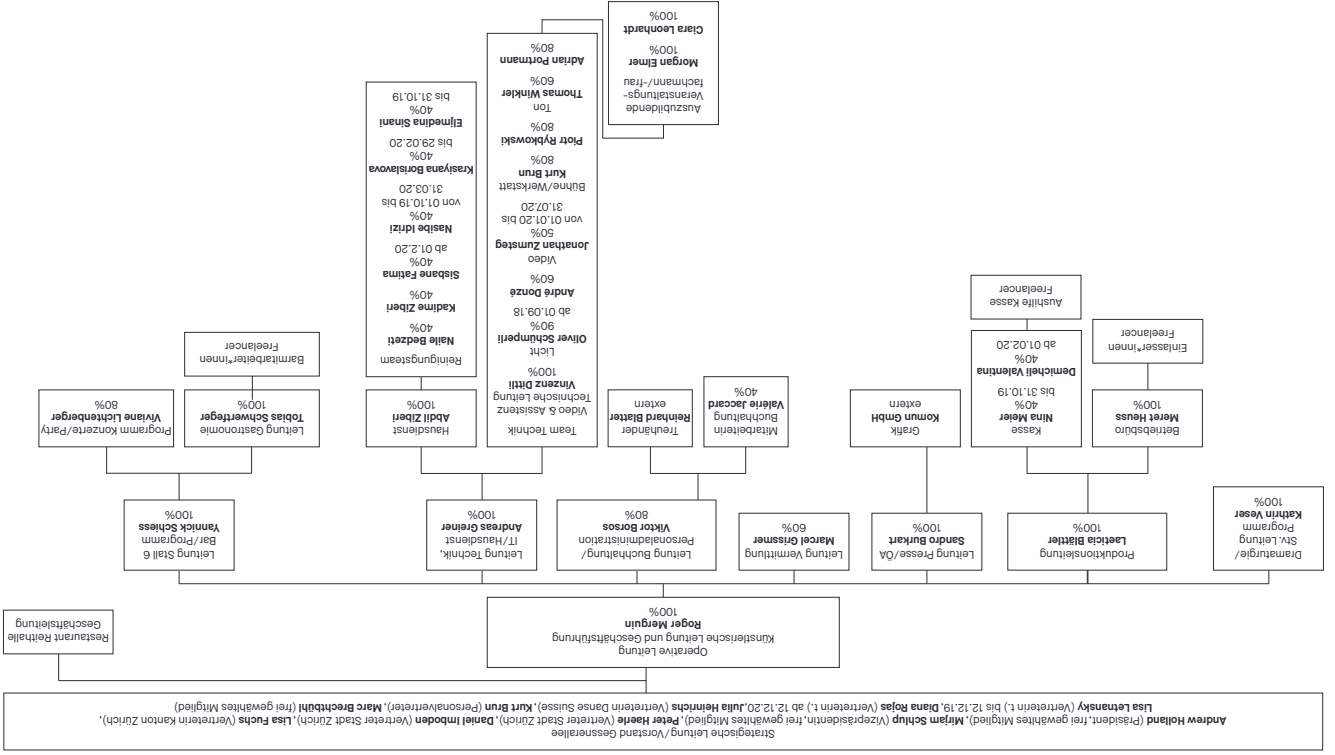 Strategische Leitung/Vorstand Gessnerallee
Andrew Holland (Präsident, frei gewähltes Mitglied), Mirjam Schlup (Vizepräsidentin, frei gewähltes Mitglied), Peter Haerle (Vertreter Stadt Zürich), Daniel Imboden (Vertreter Stadt Zürich), Lisa Fuchs (Vertreterin Kanton Zürich),
Lisa Letnansky (Vertreterin t.) bis 12.12.19, Diana Rojas (Vertreterin t.) ab 12.12.20, Julia Heinrichs (Vertreterin Danse Suisse), Kurt Brun (Personalvertreter), Marc Brechtbühl (frei gewähltes Mitglied)
Operative Leitung
Künstlerische Leitung und Geschäftsführung
Roger Merguin
100%
Restaurant Reithalle
Geschäftsleitung
Dramaturgie/
Stv. Leitung
Programm
Kathrin Veser
100%
Produktionsleitung
Laeticia Blättler
100%
Leitung Presse/ÖA
Sandro Burkart
100%
Leitung Vermittlung
Marcel Grissmer
60%
Leitung Buchhaltung/
Personaladministration
Viktor Borsos
80%
Leitung Technik,
IT/Hausdienst
Andreas Greiner
100%
Leitung Stall 6
Bar/Programm
Yannick Schiess
100%
Betriebsbüro
Meret Heuss
100%
Einlasser*innen
Freelancer
Kasse
Nina Meier
40%
bis 31.10.19
Demicheli Valentina
40%
ab 01.02.20
Aushilfe Kasse
Freelancer
Grafik
Komun GmbH
extern
Mitarbeiterin
Buchhaltung
Valérie Jaccard
40%
Treuhänder
Reinhard Blatter
extern
Team Technik
Video & Assistenz
Technische Leitung
Vinzenz Dittli
100%
Licht
Oliver Schümperli
90%
ab 01.09.18
André Donzé
60%
Video
Jonathan Zumsteg
50%
von 01.01.20 bis
31.07.20
Bühne/Werkstatt
Kurt Brun
80%
Piotr Rybkowski
80%
Ton
Thomas Winkler
60%
Adrian Portmann
80%
Auszubildende
Veranstaltungs-
fachmann/-frau
Morgan Elmer
100%
Ciara Leonhardt
100%
Hausdienst
Abdil Ziberi
100%
Reinigungsteam
Naile Bedzeti
40%
Kadime Ziberi
40%
Sisbane Fatima
40%
ab 01.2.20
Nasibe Idrizi
40%
von 01.10.19 bis
31.03.20
Krasiyana Borislavova
40%
bis 29.02.20
Eljmedina Sinani
40%
bis 31.10.19
Leitung Gastronomie
Tobias Schwertfeger
100%
Barmitarbeiter*innen
Freelancer
Programm Konzerte/Party
Viviane Lichtenberger
80%